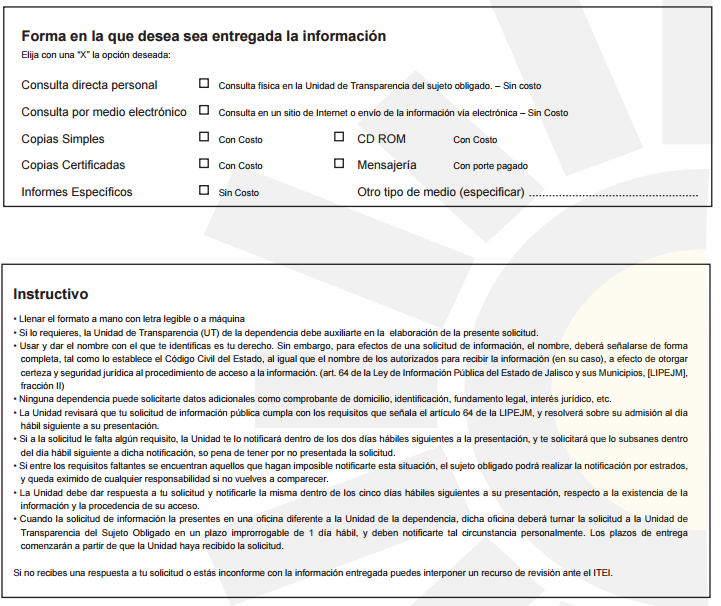 Forma en la que desea sea entregada la información
Elija con una "X" la opción deseada:
Consulta directa personal ☐ Consulta física en la Unidad de Transparencia del sujeto obligado. – Sin costo
Consulta por medio electrónico ☐ Consulta en un sitio de Internet o envío de la información vía electrónica – Sin Costo
Copias Simples ☐ Con Costo ☐ CD ROM Con Costo
Copias Certificadas ☐ Con Costo ☐ Mensajería Con porte pagado
Informes Específicos ☐ Sin Costo Otro tipo de medio (especificar) ........................................................
Instructivo
• Llenar el formato a mano con letra legible o a máquina
• Si lo requieres, la Unidad de Transparencia (UT) de la dependencia debe auxiliarte en la elaboración de la presente solicitud.
• Usar y dar el nombre con el que te identificas es tu derecho. Sin embargo, para efectos de una solicitud de información, el nombre, deberá señalarse de forma
completa, tal como lo establece el Código Civil del Estado, al igual que el nombre de los autorizados para recibir la información (en su caso), a efecto de otorgar
certeza y seguridad jurídica al procedimiento de acceso a la información. (art. 64 de la Ley de Información Pública del Estado de Jalisco y sus Municipios, [LIPEJM],
fracción II)
• Ninguna dependencia puede solicitarte datos adicionales como comprobante de domicilio, identificación, fundamento legal, interés jurídico, etc.
• La Unidad revisará que tu solicitud de información pública cumpla con los requisitos que señala el artículo 64 de la LIPEJM, y resolverá sobre su admisión al día
hábil siguiente a su presentación.
• Si a la solicitud le falta algún requisito, la Unidad te lo notificará dentro de los dos días hábiles siguientes a la presentación, y te solicitará que lo subsanes dentro
del día hábil siguiente a dicha notificación, so pena de tener por no presentada la solicitud.
• Si entre los requisitos faltantes se encuentran aquellos que hagan imposible notificarte esta situación, el sujeto obligado podrá realizar la notificación por estrados,
y queda eximido de cualquier responsabilidad si no vuelves a comparecer.
• La Unidad debe dar respuesta a tu solicitud y notificarle la misma dentro de los cinco días hábiles siguientes a su presentación, respecto a la existencia de la
información y la procedencia de su acceso.
• Cuando la solicitud de información la presentes en una oficina diferente a la Unidad de la dependencia, dicha oficina deberá turnar la solicitud a la Unidad de
Transparencia del Sujeto Obligado en un plazo improrrogable de 1 día hábil, y deben notificarte tal circunstancia personalmente. Los plazos de entrega
comenzarán a partir de que la Unidad haya recibido la solicitud.
Si no recibes una respuesta a tu solicitud o estás inconforme con la información entregada puedes interponer un recurso de revisión ante el ITEI.